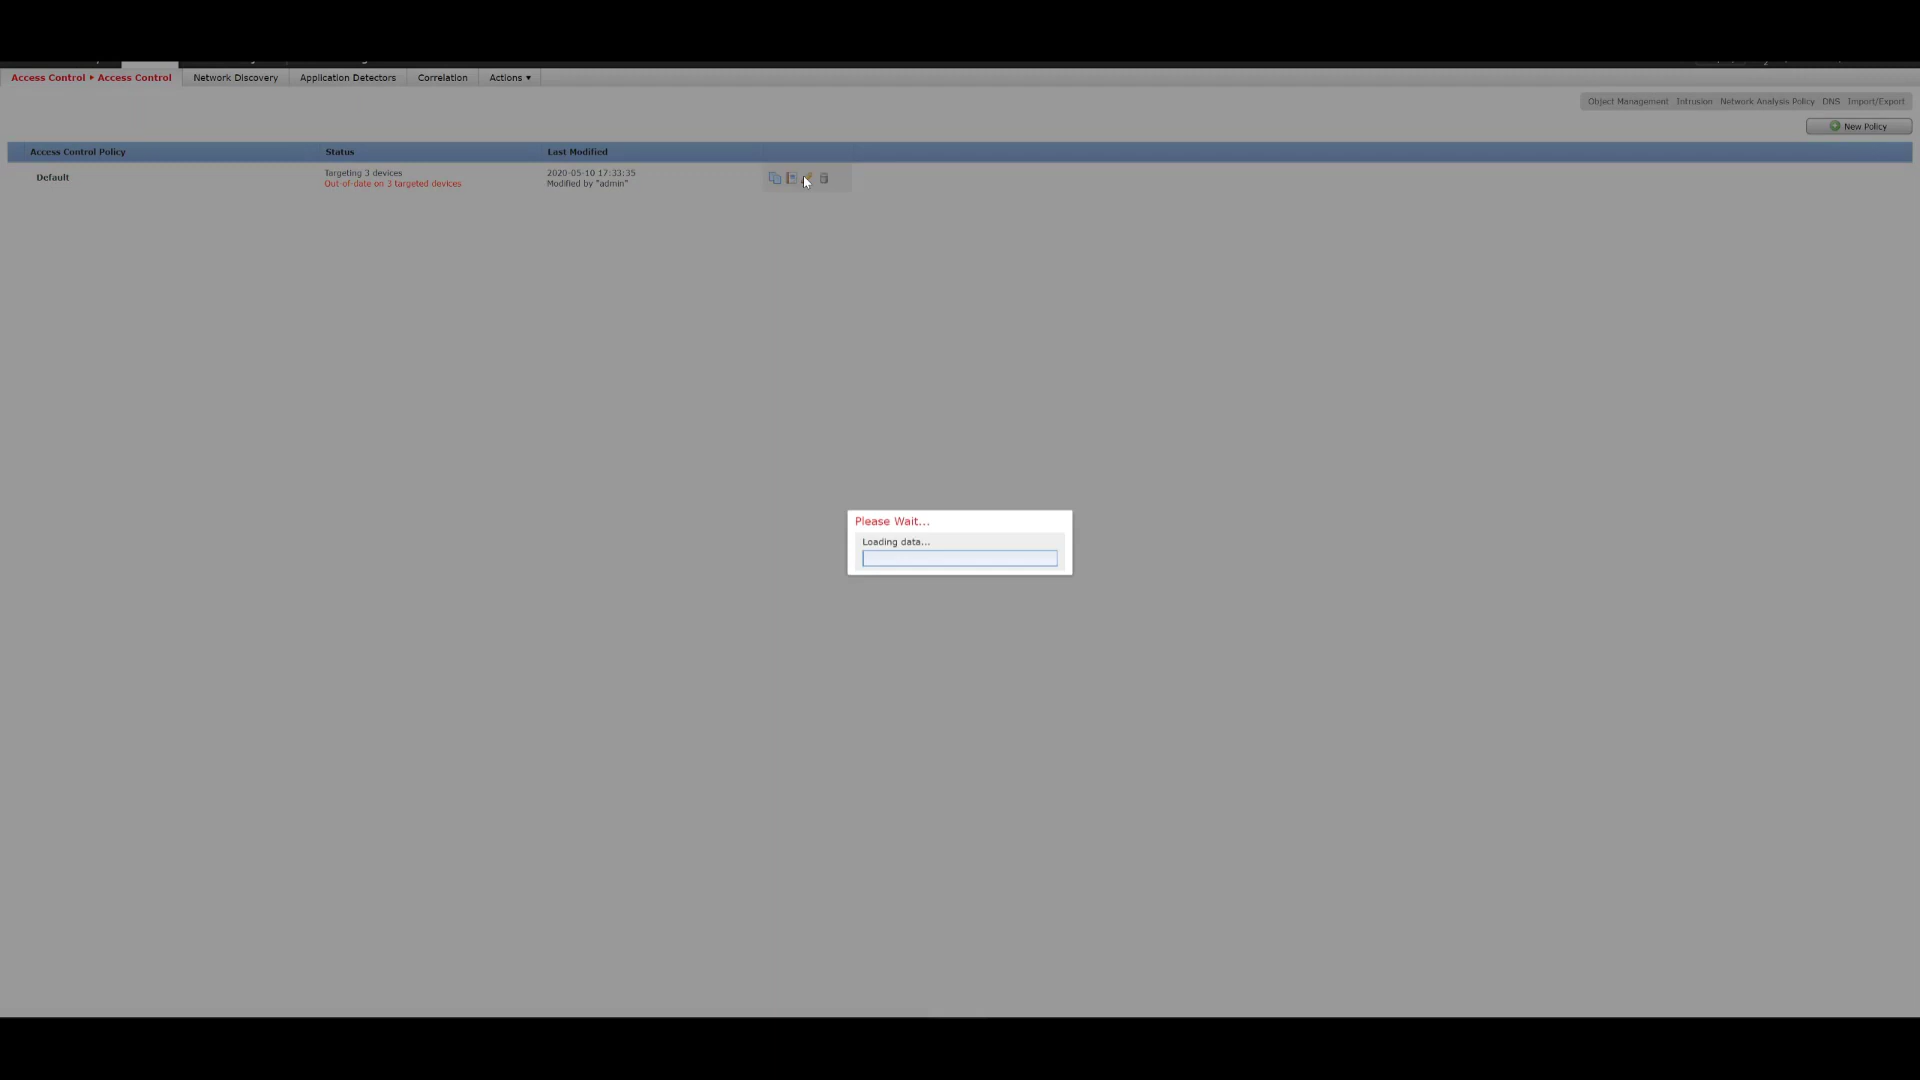 Access Control ▸ Access Control Network Discovery Application Detectors Correlation Actions ▾
Object Management Intrusion Network Analysis Policy DNS Import/Export
New Policy
Access Control Policy Status Last Modified
Default
Targeting 3 devices
Out-of-date on 3 targeted devices
2020-05-10 17:33:35
Modified by "admin"
Please Wait...
Loading data...